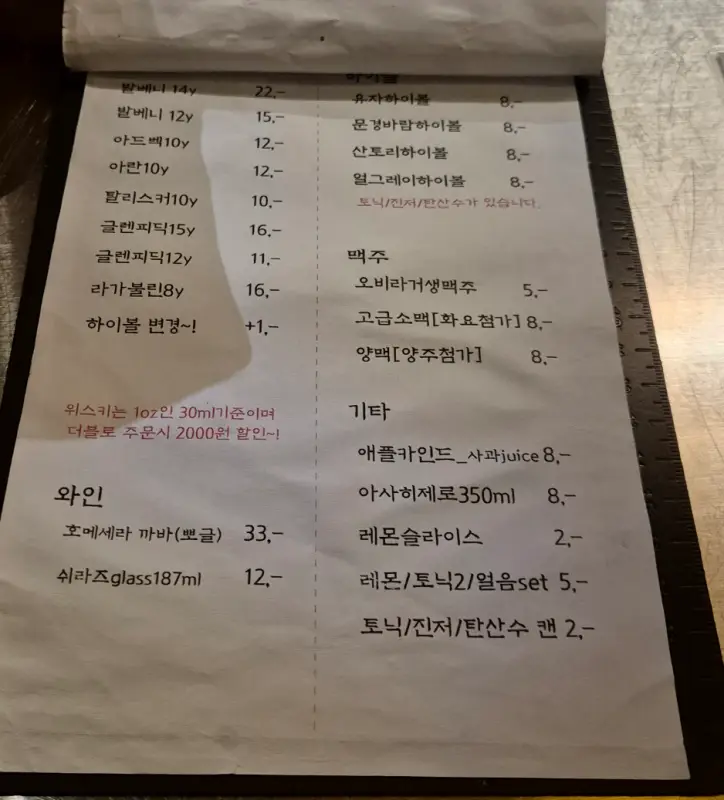 발베니 14y 22,-
발베니 12y 15,-
아드벡10y 12,-
아란10y 12,-
탈리스커10y 10,-
글렌피딕15y 16,-
글렌피딕12y 11,-
라가불린8y 16,-
하이볼 변경~! +1,-
위스키는 1oz인 30ml기준이며
더블로 주문시 2000원 할인~!
와인
호메세라 까바(뽀글) 33,-
쉬라즈glass187ml 12,-
하이볼
유자하이볼 8,-
문경바람하이볼 8,-
산토리하이볼 8,-
얼그레이하이볼 8,-
토닉/진저/탄산수가 있습니다.
맥주
오비라거생맥주 5,-
고급소맥[화요첨가] 8,-
양맥[양주첨가] 8,-
기타
애플카인드_사과juice 8,-
아사히제로350ml 8,-
레몬슬라이스 2,-
레몬/토닉2/얼음set 5,-
토닉/진저/탄산수 캔 2,-